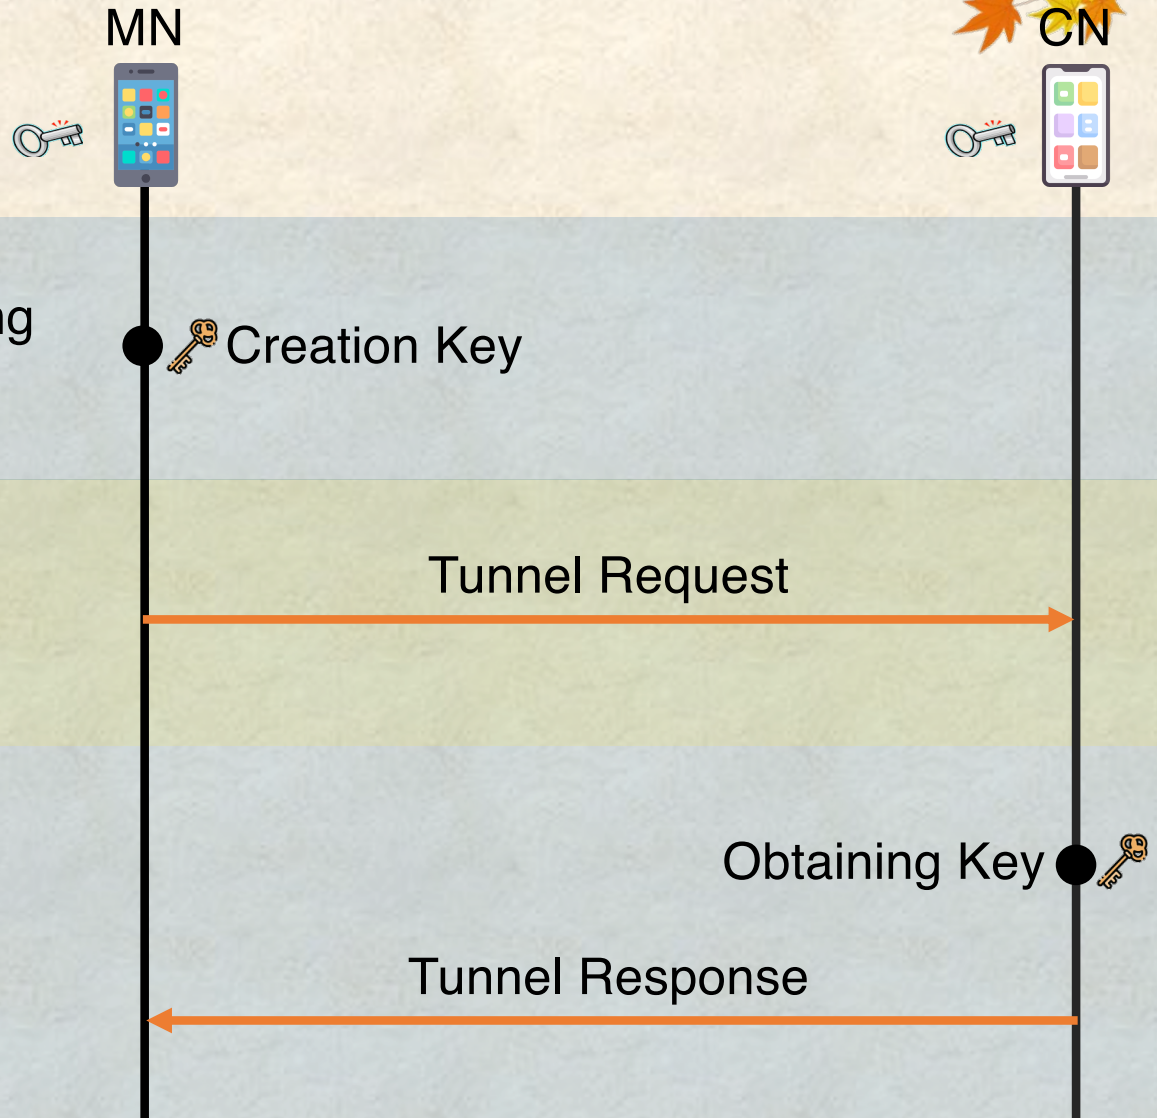 MN
CN
Creation Key
Tunnel Request
Obtaining Key
Tunnel Response